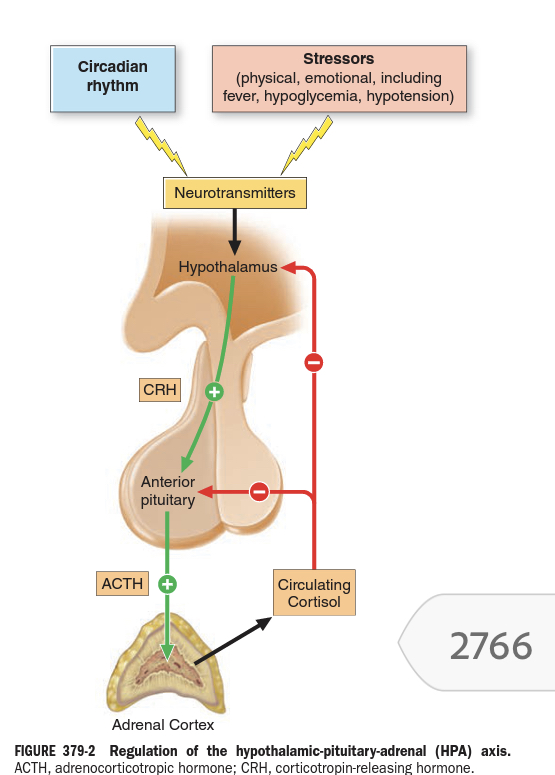 Circadian
rhythm
Stressors
(physical, emotional, including
fever, hypoglycemia, hypotension)
Neurotransmitters
Hypothalamus
−
CRH
+
Anterior
pituitary
−
ACTH
+
Circulating
Cortisol
2766
Adrenal Cortex
FIGURE 379-2 Regulation of the hypothalamic-pituitary-adrenal (HPA) axis.
ACTH, adrenocorticotropic hormone; CRH, corticotropin-releasing hormone.